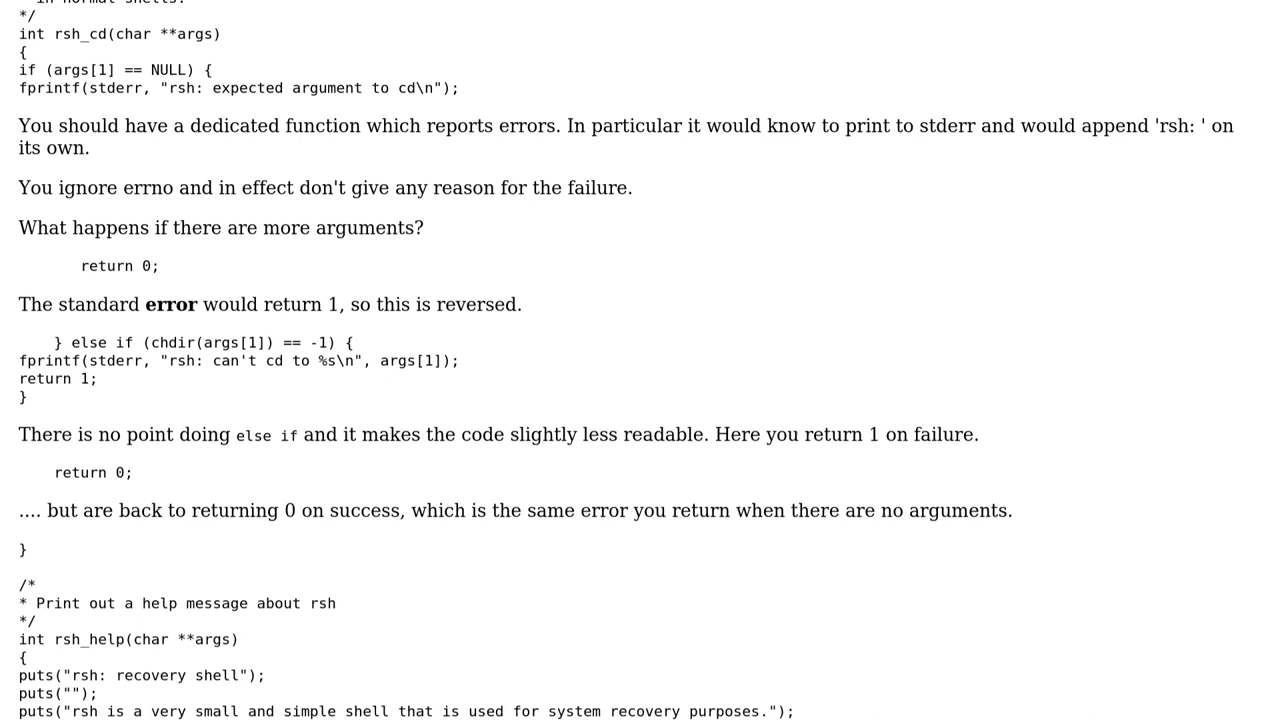 */
int rsh_cd(char **args)
{
if (args[1] == NULL) {
fprintf(stderr, "rsh: expected argument to cd\n");
You should have a dedicated function which reports errors. In particular it would know to print to stderr and would append 'rsh: ' on
its own.
You ignore errno and in effect don't give any reason for the failure.
What happens if there are more arguments?
return 0;
The standard error would return 1, so this is reversed.
} else if (chdir(args[1]) == -1) {
fprintf(stderr, "rsh: can't cd to %s\n", args[1]);
return 1;
}
There is no point doing else if and it makes the code slightly less readable. Here you return 1 on failure.
return 0;
.... but are back to returning 0 on success, which is the same error you return when there are no arguments.
}
/*
* Print out a help message about rsh
*/
int rsh_help(char **args)
{
puts("rsh: recovery shell");
puts("");
puts("rsh is a very small and simple shell that is used for system recovery purposes.");